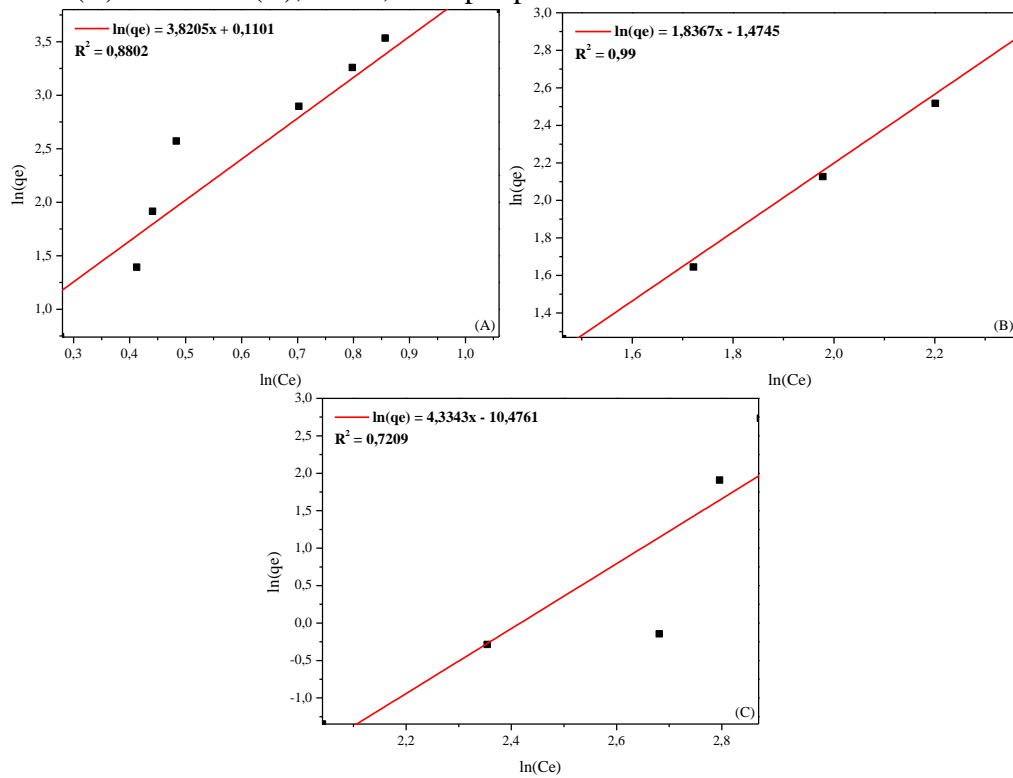 ln(qe) = 3,8205x + 0,1101
R² = 0,8802
3,5
3,0
2,5
2,0
1,5
1,0
ln(qe)
0,3 0,4 0,5 0,6 0,7 0,8 0,9 1,0
ln(Ce)
(A)
ln(qe) = 1,8367x - 1,4745
R² = 0,99
3,0
2,8
2,6
2,4
2,2
2,0
1,8
1,6
1,4
ln(qe)
1,6 1,8 2,0 2,2
ln(Ce)
(B)
ln(qe) = 4,3343x - 10,4761
R² = 0,7209
3,0
2,5
2,0
1,5
1,0
0,5
0,0
-0,5
-1,0
ln(qe)
2,2 2,4 2,6 2,8
ln(Ce)
(C)